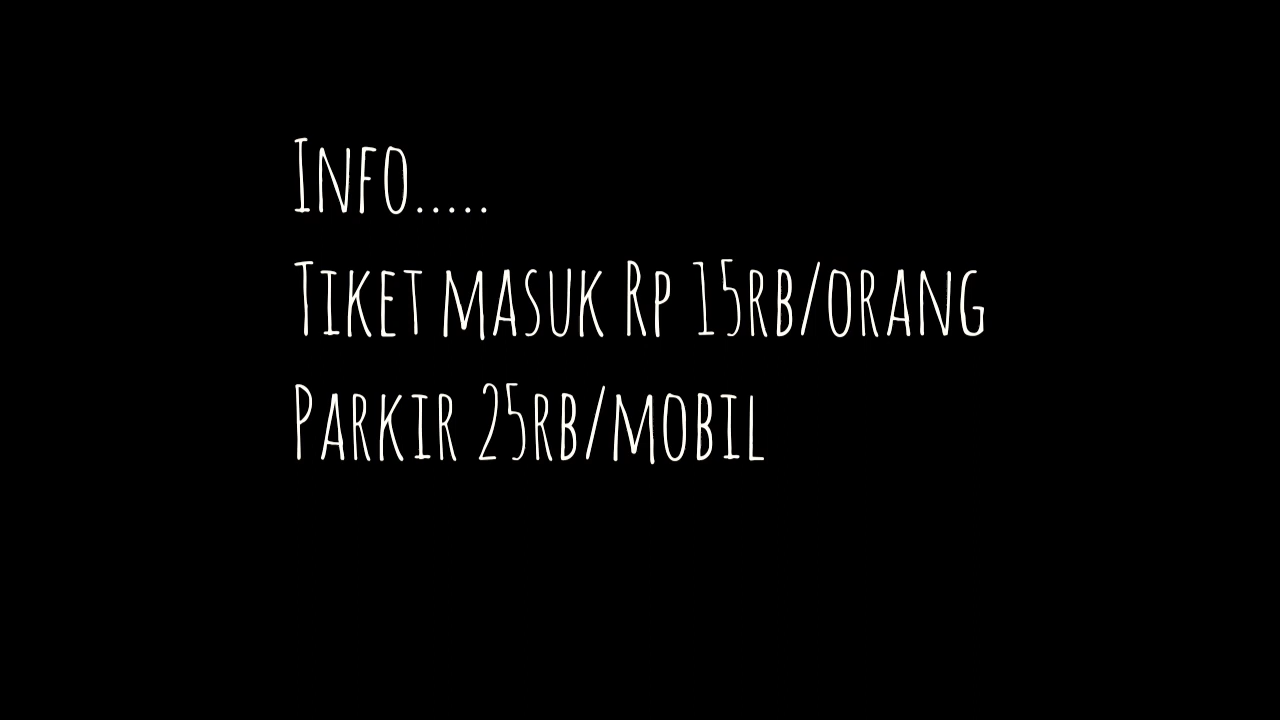 Info.....
Tiket masuk Rp 15rb/orang
Parkir 25rb/mobil